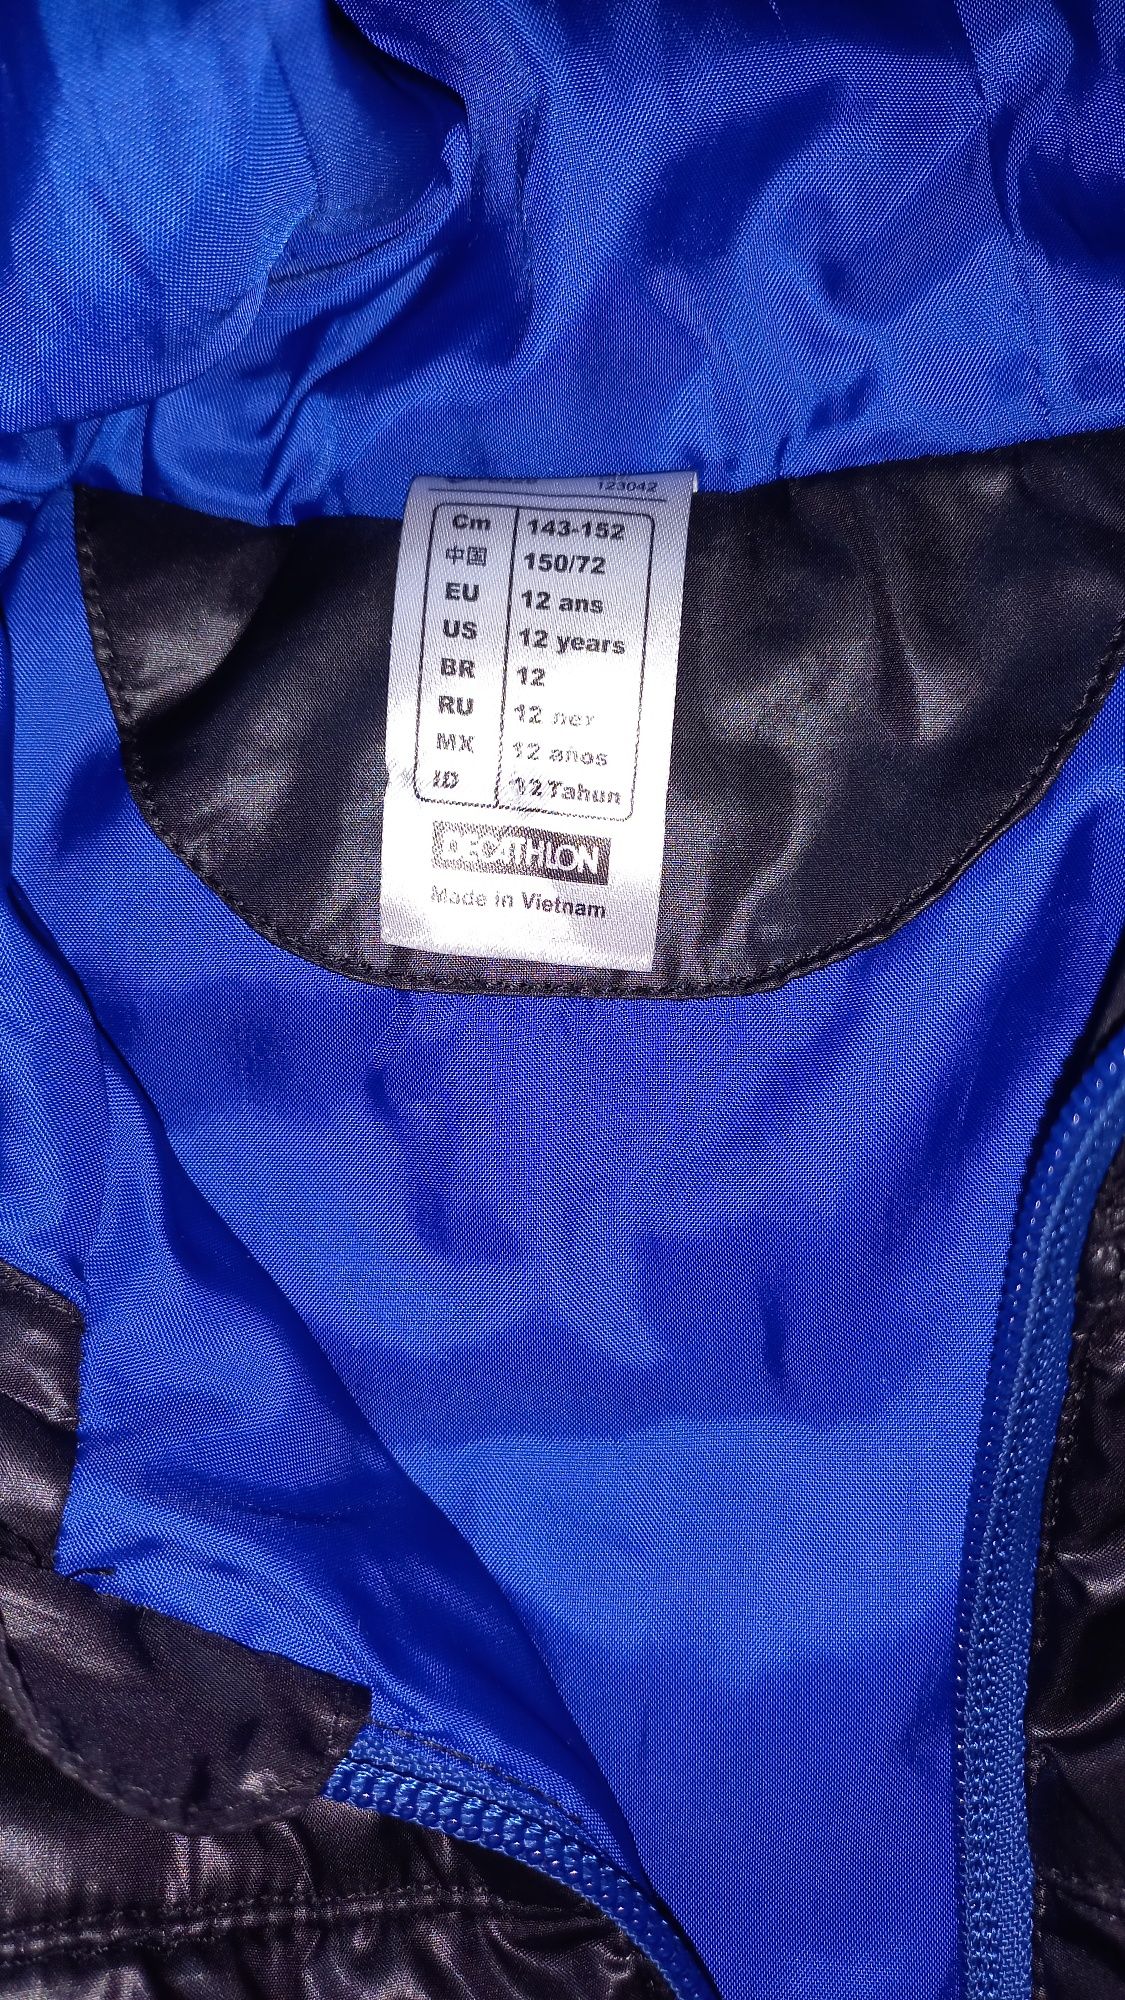 123042
Cm 143-152
中国 150/72
EU 12 ans
US 12 years
BR 12
RU 12 лет
MX 12 años
ID 12 Tahun
DECATHLON
Made in Vietnam